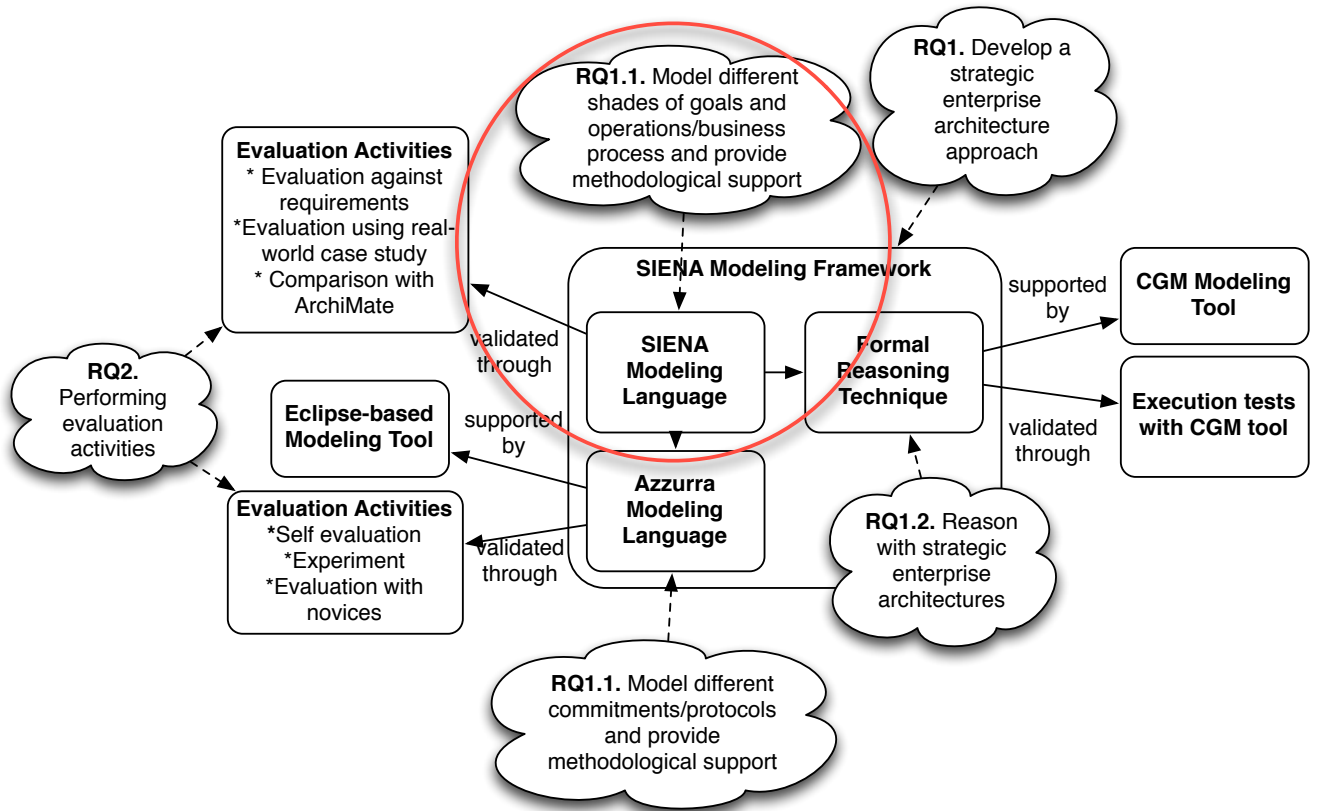 RQ1.1. Model different
shades of goals and
operations/business
process and provide
methodological support
RQ1. Develop a
strategic
enterprise
architecture
approach
Evaluation Activities
* Evaluation against
requirements
*Evaluation using real-
world case study
* Comparison with
ArchiMate
SIENA Modeling Framework
supported
by
CGM Modeling
Tool
validated
through
SIENA
Modeling
Language
Formal
Reasoning
Technique
RQ2.
Performing
evaluation
activities
Eclipse-based
Modeling Tool
supported
by
Execution tests
with CGM tool
validated
through
Azzurra
Modeling
Language
Evaluation Activities
*Self evaluation
*Experiment
*Evaluation with
novices
validated
through
RQ1.2. Reason
with strategic
enterprise
architectures
RQ1.1. Model different
commitments/protocols
and provide
methodological support